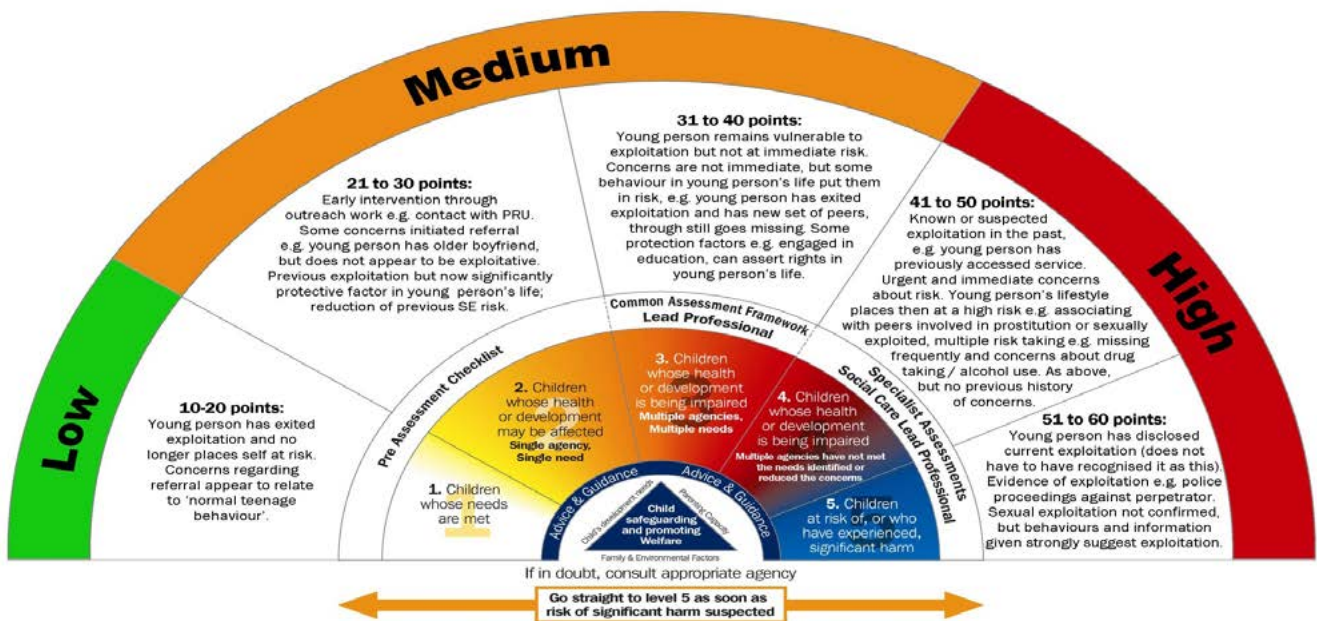 Low
Medium
High
10-20 points:
Young person has exited
exploitation and no
longer places self at risk.
Concerns regarding
referral appear to relate
to 'normal teenage
behaviour'.
21 to 30 points:
Early intervention through
outreach work e.g. contact with PRU.
Some concerns initiated referral
e.g. young person has older boyfriend,
but does not appear to be exploitative.
Previous exploitation but now significantly
protective factor in young person's life;
reduction of previous SE risk.
31 to 40 points:
Young person remains vulnerable to
exploitation but not at immediate risk.
Concerns are not immediate, but some
behaviour in young person's life put them
in risk, e.g. young person has exited
exploitation and has new set of peers,
through still goes missing. Some
protection factors e.g. engaged in
education, can assert rights in
young person's life.
41 to 50 points:
Known or suspected
exploitation in the past,
e.g. young person has
previously accessed service.
Urgent and immediate concerns
about risk. Young person's lifestyle
places then at a high risk e.g. associating
with peers involved in prostitution or sexually
exploited, multiple risk taking e.g. missing
frequently and concerns about drug
taking / alcohol use. As above,
but no previous history
of concerns.
51 to 60 points:
Young person has disclosed
current exploitation (does not
have to have recognised it as this).
Evidence of exploitation e.g. police
proceedings against perpetrator.
Sexual exploitation not confirmed,
but behaviours and information
given strongly suggest exploitation.
Pre Assessment Checklist
Common Assessment Framework
Lead Professional
Specialist Assessments
Social Care Lead Professional
1
1. Children
whose needs
are met
2
2. Children
whose health
or development
may be affected
Single agency,
Single need
3
3. Children
whose health
or development
is being impaired
Multiple agencies,
Multiple needs
4. Children
whose health
or development
is being impaired
Multiple agencies have not met
the needs identified or
reduced the concerns
5. Children
at risk of, or who
have experienced,
significant harm
Advice & Guidance
Advice & Guidance
Child's development needs
Parenting Capacity
Child
safeguarding
and promoting
Welfare
Family & Environmental Factors
If in doubt, consult appropriate agency
Go straight to level 5 as soon as
risk of significant harm suspected